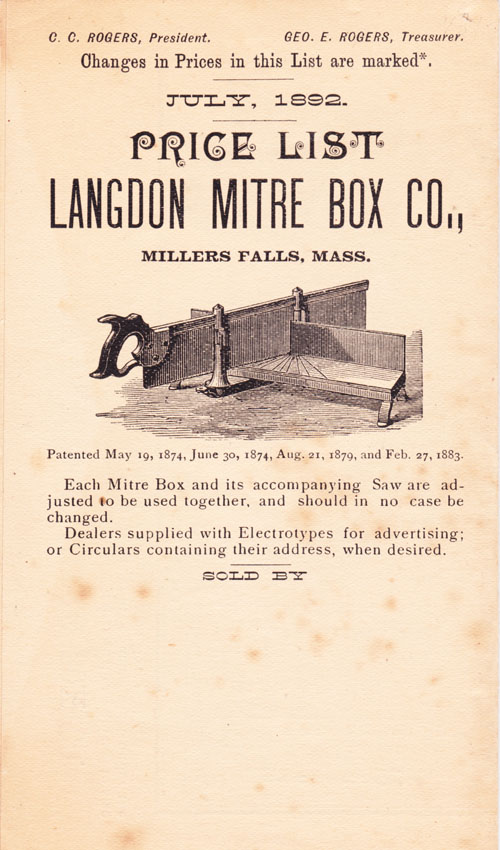 C. C. ROGERS, President. GEO. E. ROGERS, Treasurer.
Changes in Prices in this List are marked*.
JULY, 1892.
PRICE LIST
LANGDON MITRE BOX CO.,
MILLERS FALLS, MASS.
Patented May 19, 1874, June 30, 1874, Aug. 21, 1879, and Feb. 27, 1883.
Each Mitre Box and its accompanying Saw are ad-
justed to be used together, and should in no case be
changed.
Dealers supplied with Electrotypes for advertising;
or Circulars containing their address, when desired.
SOLD BY